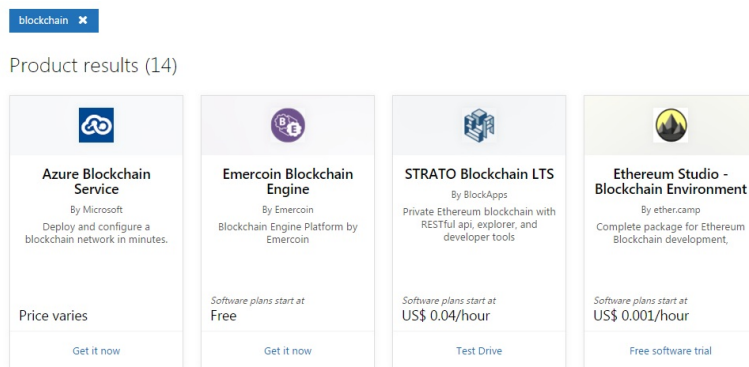 blockchain ✖
Product results (14)
B
E
Azure Blockchain
Service
By Microsoft
Deploy and configure a
blockchain network in minutes.
Price varies
Get it now
Emercoin Blockchain
Engine
By Emercoin
Blockchain Engine Platform by
Emercoin
Software plans start at
Free
Get it now
STRATO Blockchain LTS
By BlockApps
Private Ethereum blockchain with
RESTful api, explorer, and
developer tools
Software plans start at
US$ 0.04/hour
Test Drive
Ethereum Studio -
Blockchain Environment
By ether.camp
Complete package for Ethereum
Blockchain development,
Software plans start at
US$ 0.001/hour
Free software trial